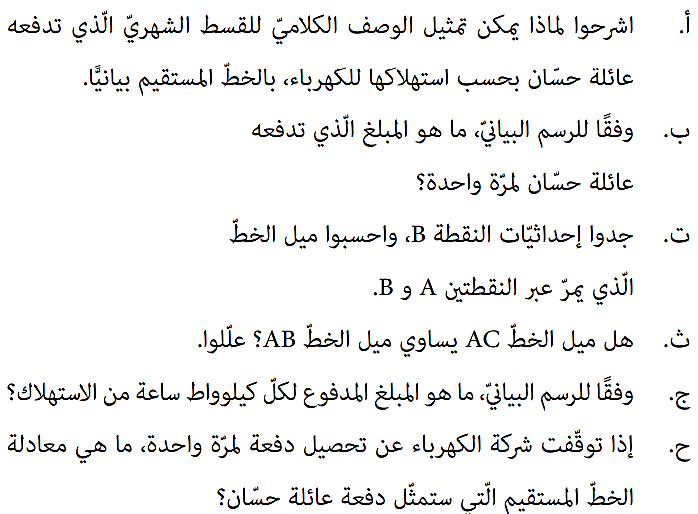 أ. اشرحوا لماذا يمكن تمثيل الوصف الكلاميّ للقسط الشهريّ الّذي تدفعه
عائلة حسّان بحسب استهلاكها للكهرباء، بالخطّ المستقيم بيانيًّا.
ب. وفقًا للرسم البيانيّ، ما هو المبلغ الّذي تدفعه
عائلة حسّان لمرّة واحدة؟
ت. جدوا إحداثيّات النقطة B، واحسبوا ميل الخطّ
الّذي يمرّ عبر النقطتين A و B.
ث. هل ميل الخطّ AC يساوي ميل الخطّ AB؟ علّلوا.
ج. وفقًا للرسم البيانيّ، ما هو المبلغ المدفوع لكلّ كيلوواط ساعة من الاستهلاك؟
ح. إذا توقّفت شركة الكهرباء عن تحصيل دفعة لمرّة واحدة، ما هي معادلة
الخطّ المستقيم الّتي ستمثّل دفعة عائلة حسّان؟